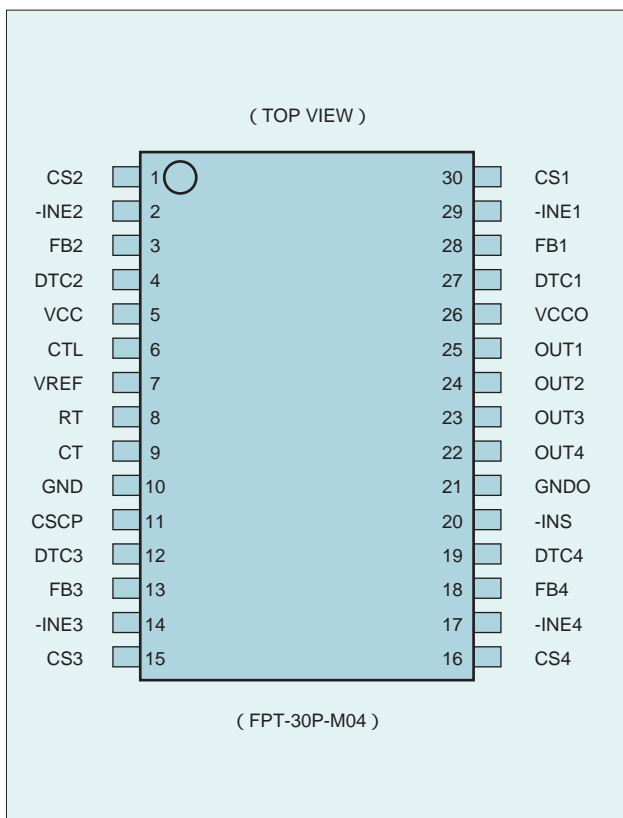 ( TOP VIEW )
CS2 1 30 CS1
-INE2 2 29 -INE1
FB2 3 28 FB1
DTC2 4 27 DTC1
VCC 5 26 VCCO
CTL 6 25 OUT1
VREF 7 24 OUT2
RT 8 23 OUT3
CT 9 22 OUT4
GND 10 21 GNDO
CSCP 11 20 -INS
DTC3 12 19 DTC4
FB3 13 18 FB4
-INE3 14 17 -INE4
CS3 15 16 CS4
( FPT-30P-M04 )